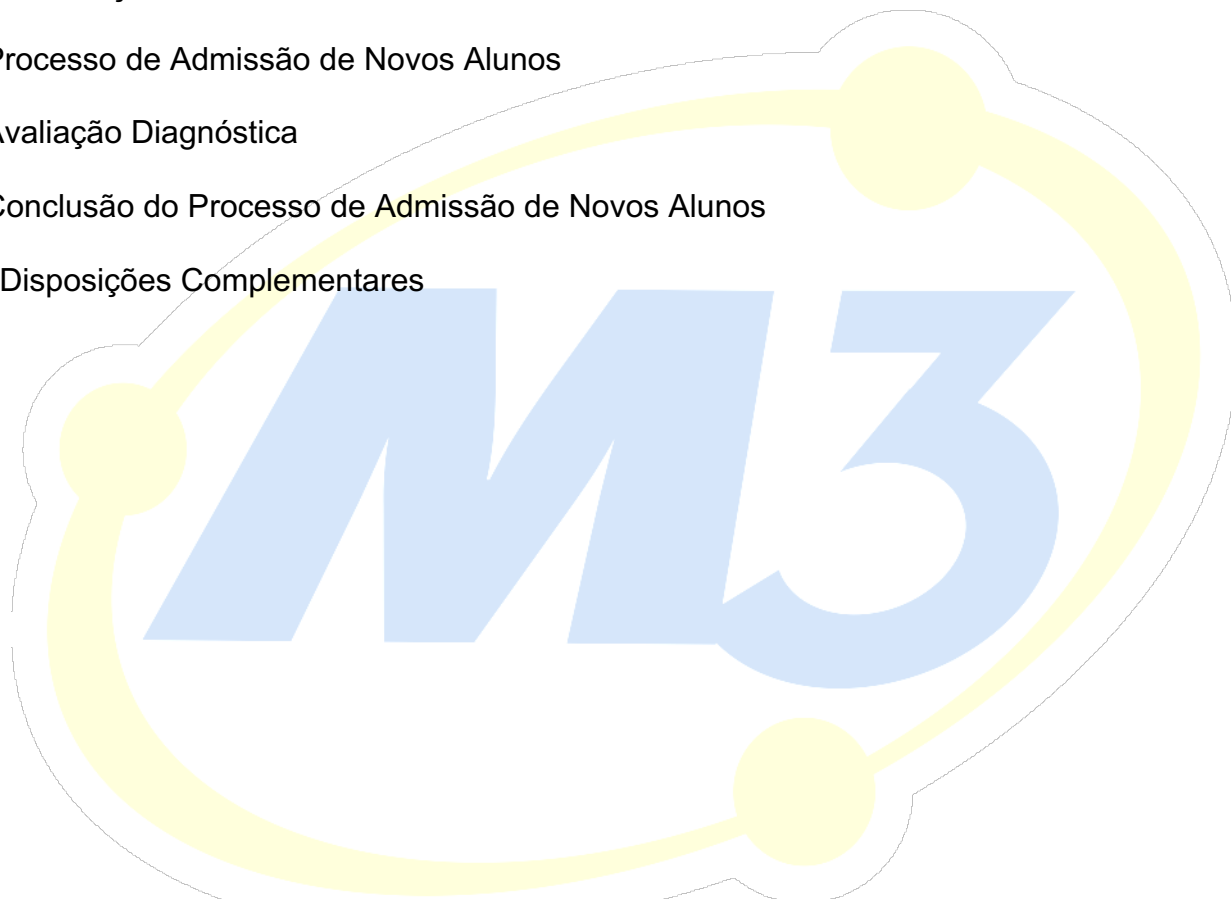 Processo de Admissão de Novos Alunos
Avaliação Diagnóstica
Conclusão do Processo de Admissão de Novos Alunos
Disposições Complementares
M3